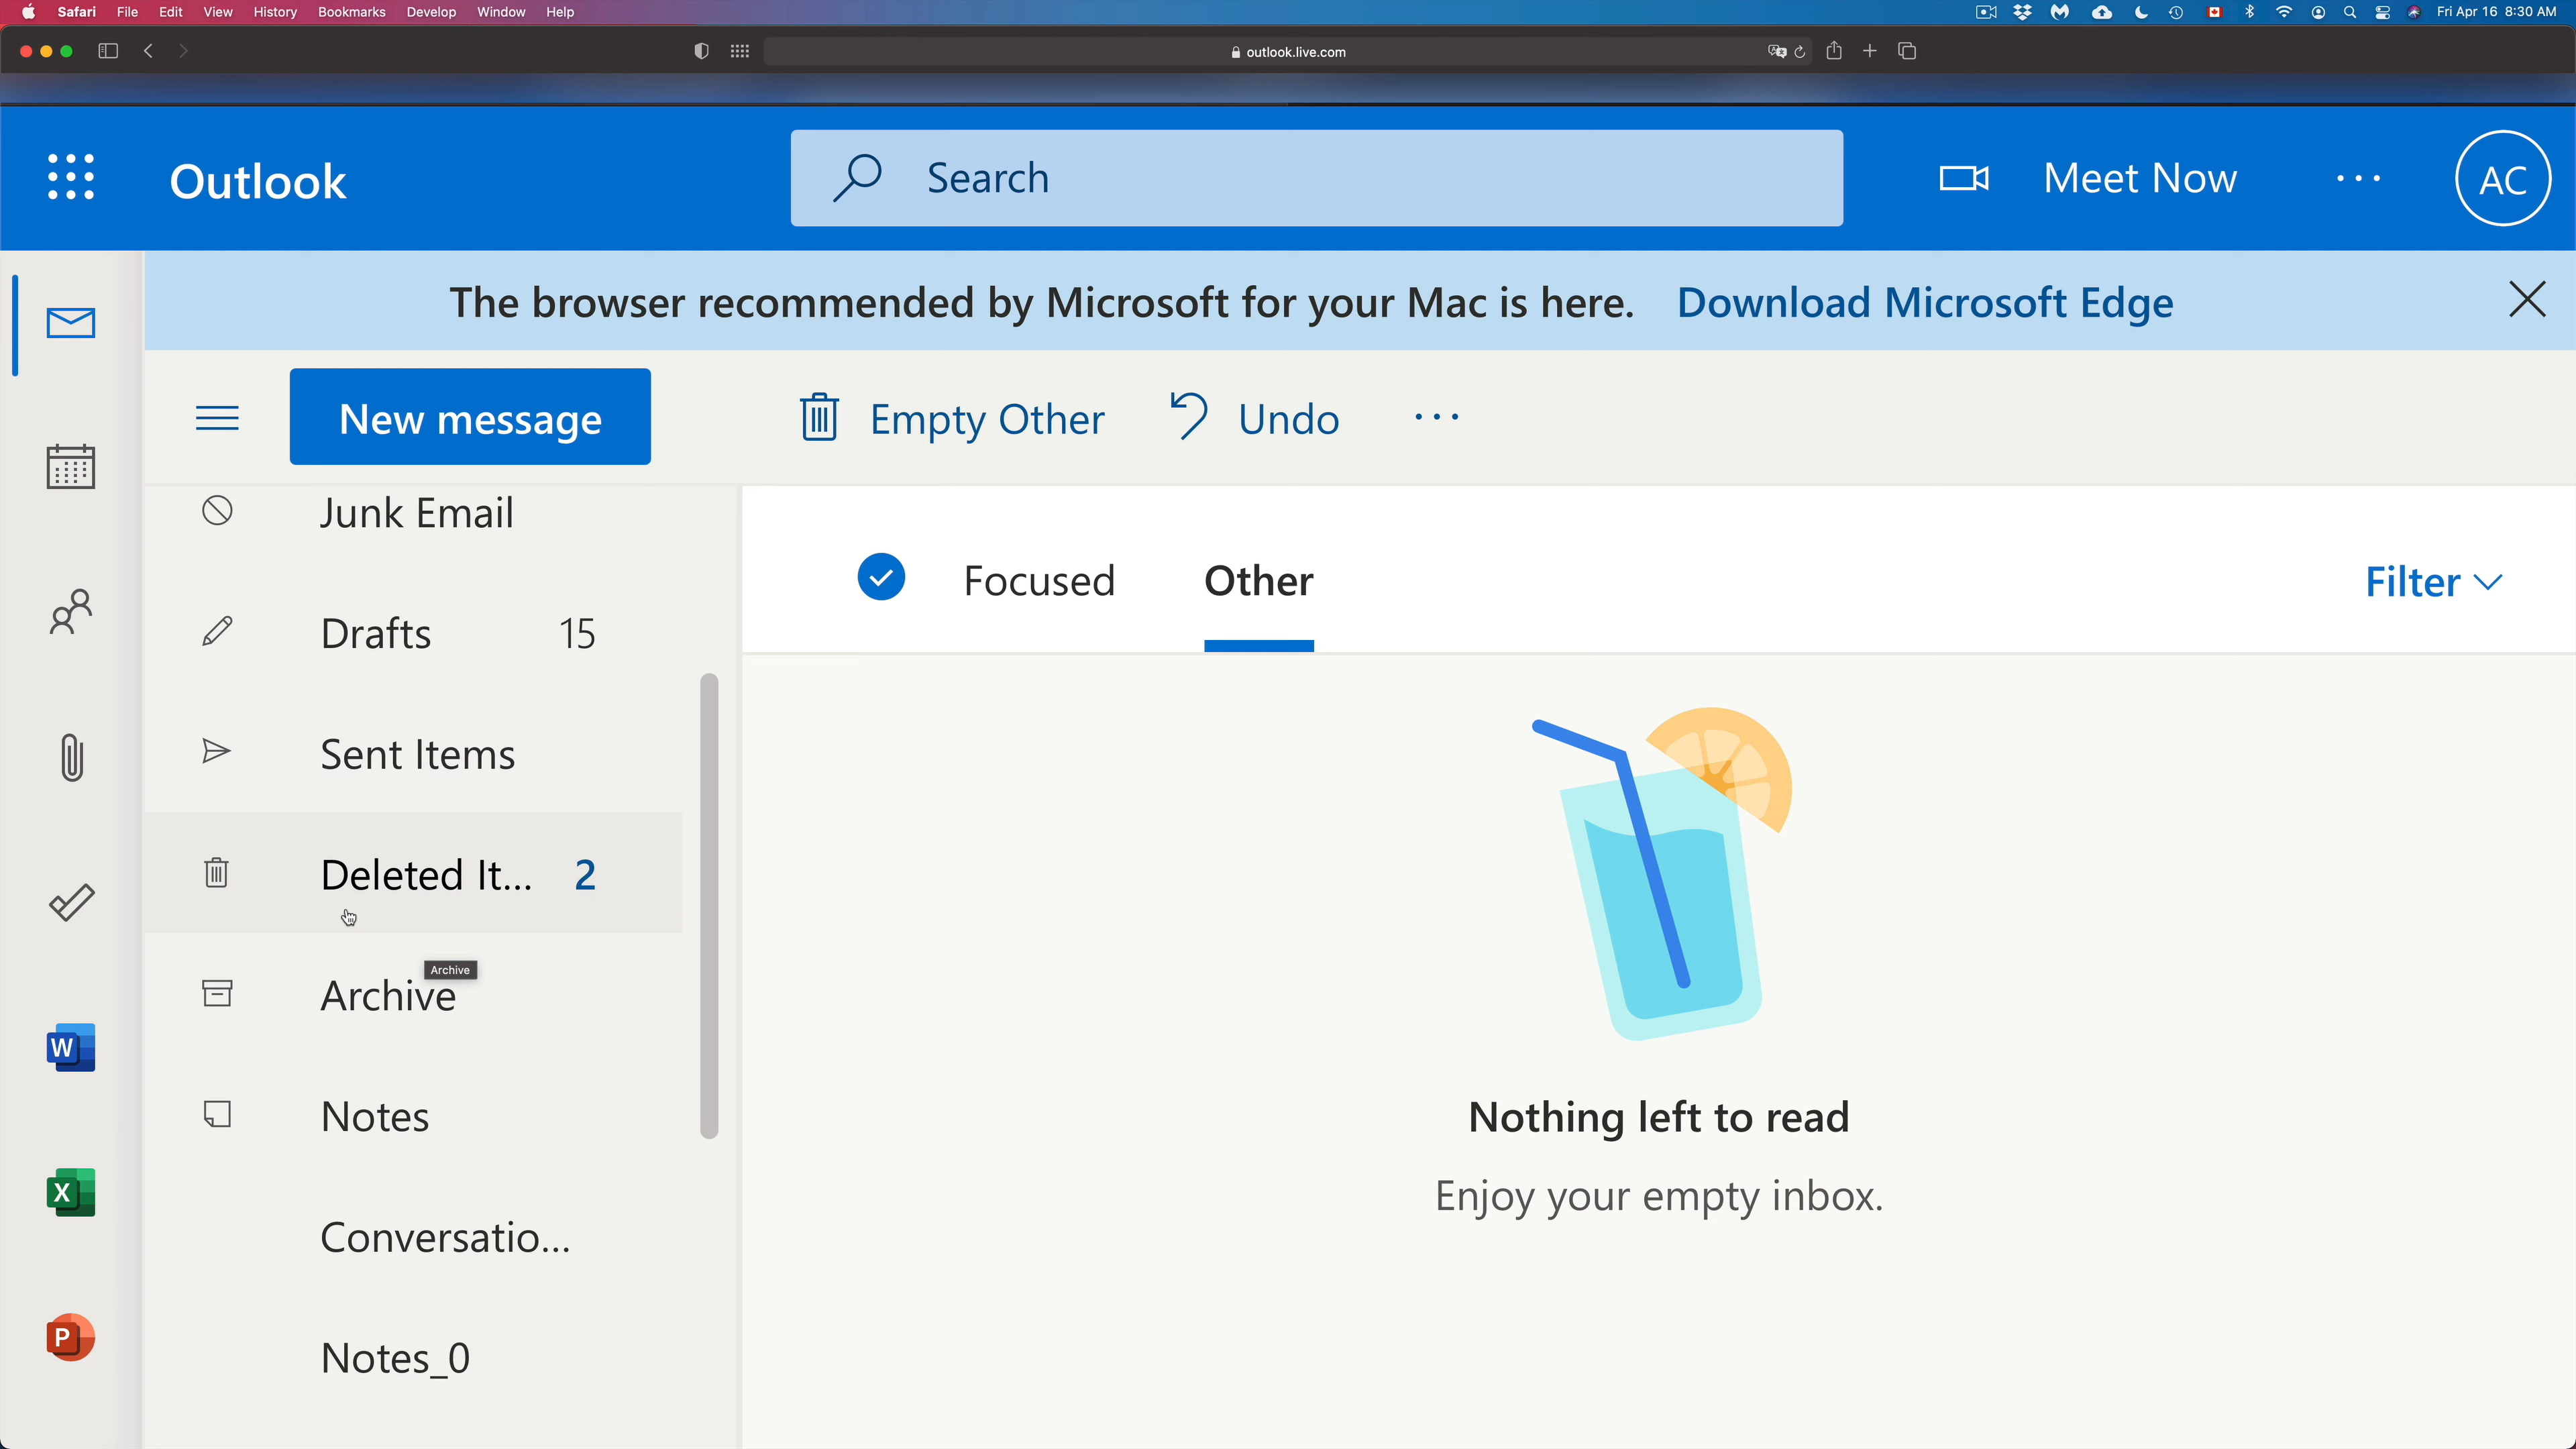 Safari File Edit View History Bookmarks Develop Window Help Fri Apr 16 8:30 AM
outlook.live.com
Outlook Search Meet Now ... AC
The browser recommended by Microsoft for your Mac is here. Download Microsoft Edge
New message Empty Other Undo ...
Junk Email
Focused Other Filter
Drafts 15
Sent Items
Deleted It... 2
Archive
Archive
Notes
Nothing left to read
Enjoy your empty inbox.
Conversatio...
Notes_0
W
X
P